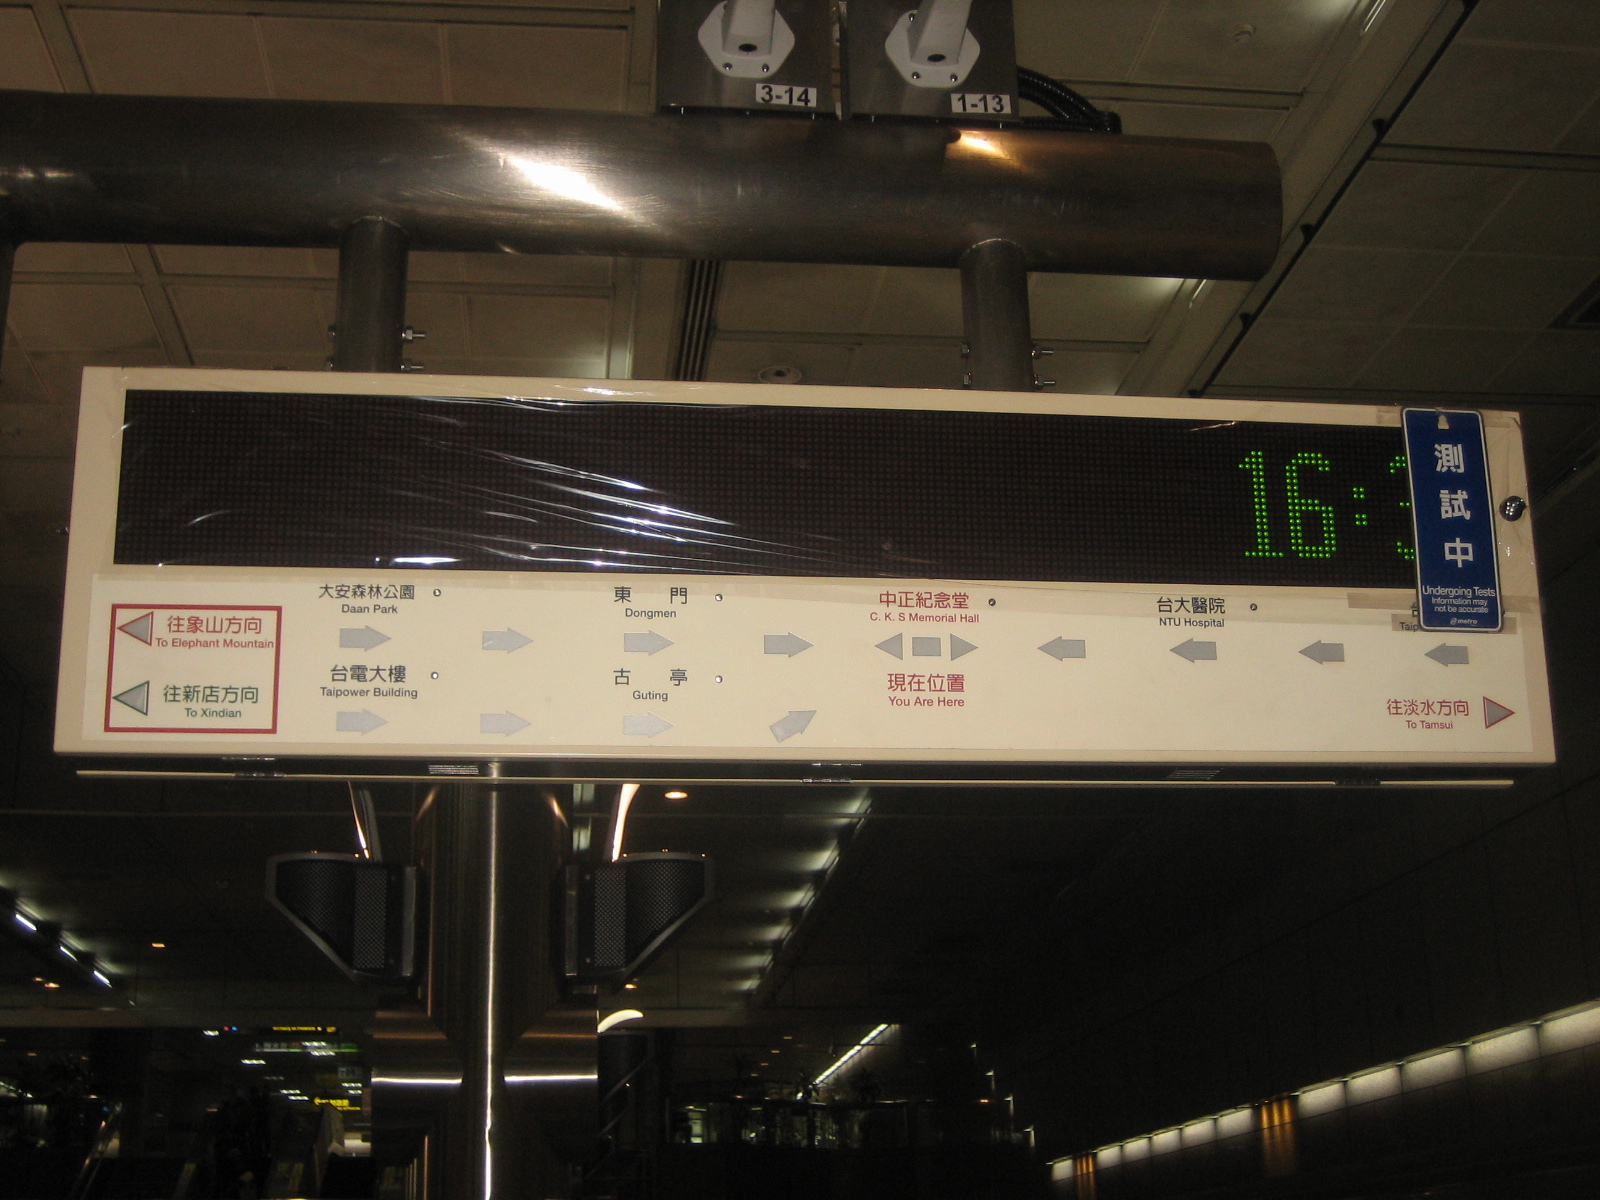 3-14
1-13
16:
測試中
Undergoing Tests
Information may
not be accurate
metro
大安森林公園
Daan Park
東門
Dongmen
中正紀念堂
C. K. S Memorial Hall
台大醫院
NTU Hospital
往象山方向
To Elephant Mountain
台電大樓
Taipower Building
古亭
Guting
現在位置
You Are Here
往新店方向
To Xindian
往淡水方向
To Tamsui